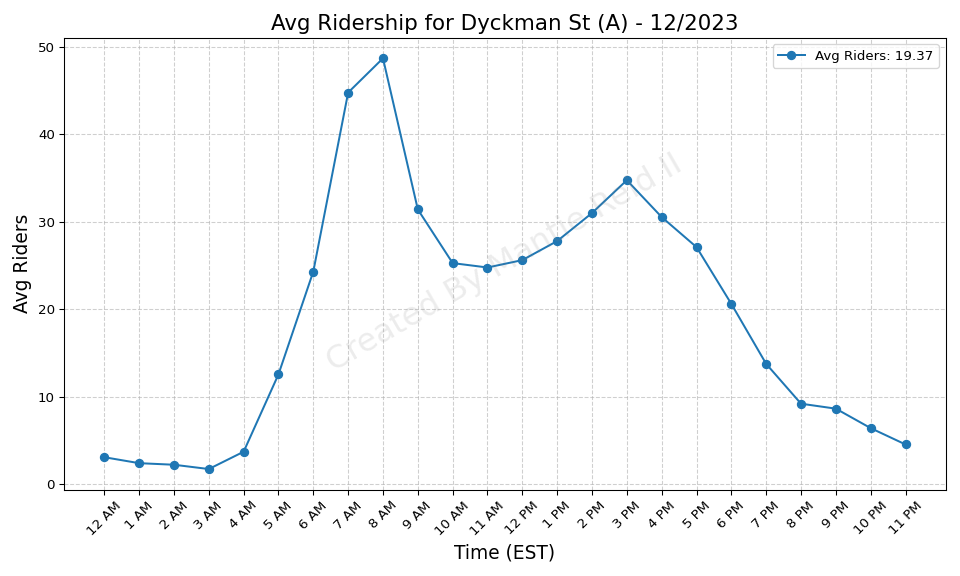 Avg Ridership for Dyckman St (A) - 12/2023
Avg Riders: 19.37
Avg Riders
50
40
30
20
10
0
Created By Mantie Reid II
12 AM
1 AM
2 AM
3 AM
4 AM
5 AM
6 AM
7 AM
8 AM
9 AM
10 AM
11 AM
12 PM
1 PM
2 PM
3 PM
4 PM
5 PM
6 PM
7 PM
8 PM
9 PM
10 PM
11 PM
Time (EST)